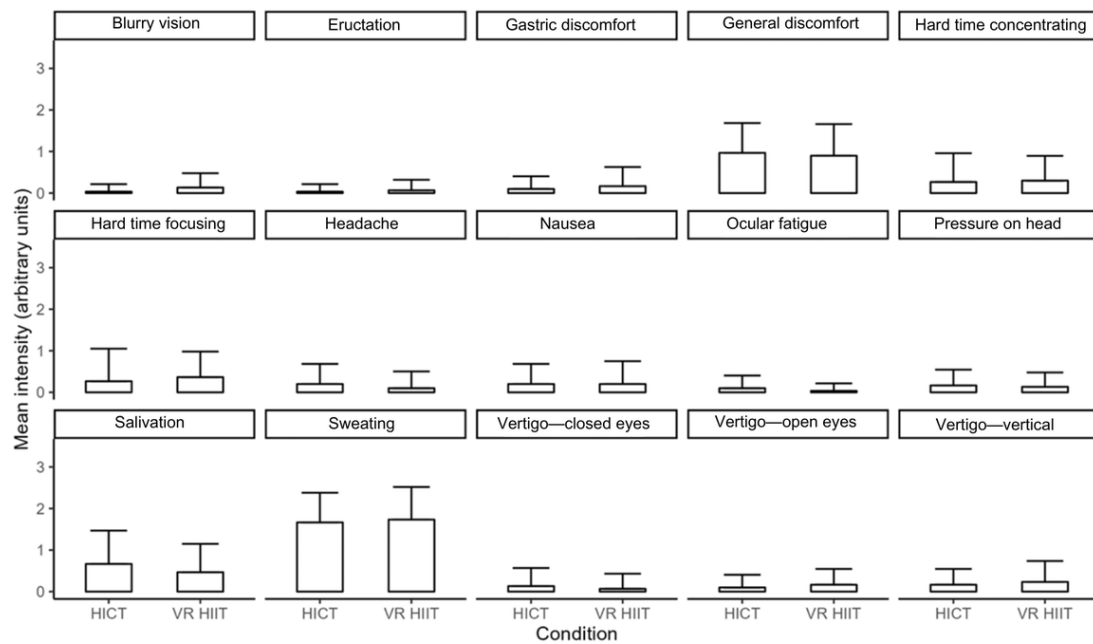 Blurry vision
Eructation
Gastric discomfort
General discomfort
Hard time concentrating
3
2
1
0
Hard time focusing
Headache
Nausea
Ocular fatigue
Pressure on head
3
2
1
0
Salivation
Sweating
Vertigo—closed eyes
Vertigo—open eyes
Vertigo—vertical
3
2
1
0
Mean intensity (arbitrary units)
HICT VR HIIT
HICT VR HIIT
HICT VR HIIT
HICT VR HIIT
HICT VR HIIT
Condition